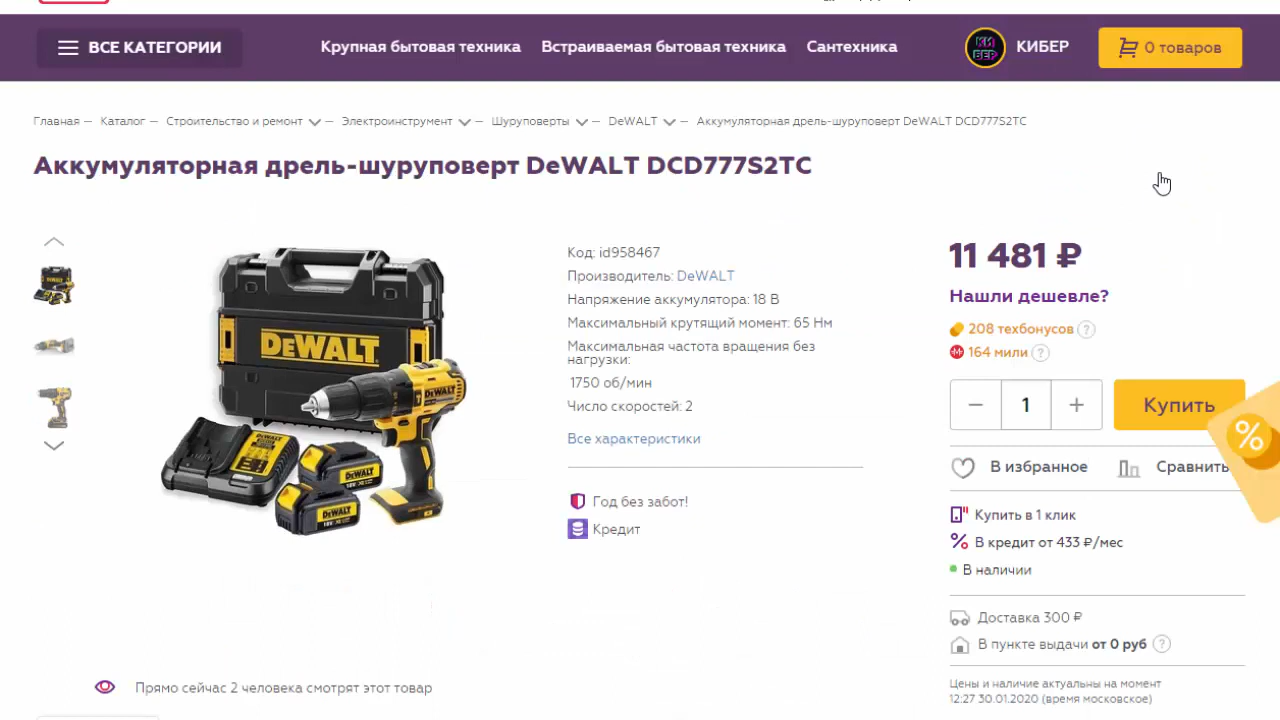 ВСЕ КАТЕГОРИИ
Крупная бытовая техника
Встраиваемая бытовая техника
Сантехника
КИ
БЕР
КИБЕР
0 товаров
Главная — Каталог — Строительство и ремонт — Электроинструмент — Шуруповерты — DeWALT — Аккумуляторная дрель-шуруповерт DeWALT DCD777S2TC
Аккумуляторная дрель-шуруповерт DeWALT DCD777S2TC
DEWALT
DEWALT
DEWALT
DEWALT
Код: id958467
Производитель: DeWALT
Напряжение аккумулятора: 18 В
Максимальный крутящий момент: 65 Нм
Максимальная частота вращения без
нагрузки:
1750 об/мин
Число скоростей: 2
Все характеристики
Год без забот!
Кредит
11 481 ₽
Нашли дешевле?
208 техбонусов ?
164 мили ?
− 1 +
Купить
%
В избранное
Сравнить
Купить в 1 клик
В кредит от 433 ₽/мес
В наличии
Доставка 300 ₽
В пункте выдачи от 0 руб ?
Цены и наличие актуальны на момент
12:27 30.01.2020 (время московское)
Прямо сейчас 2 человека смотрят этот товар